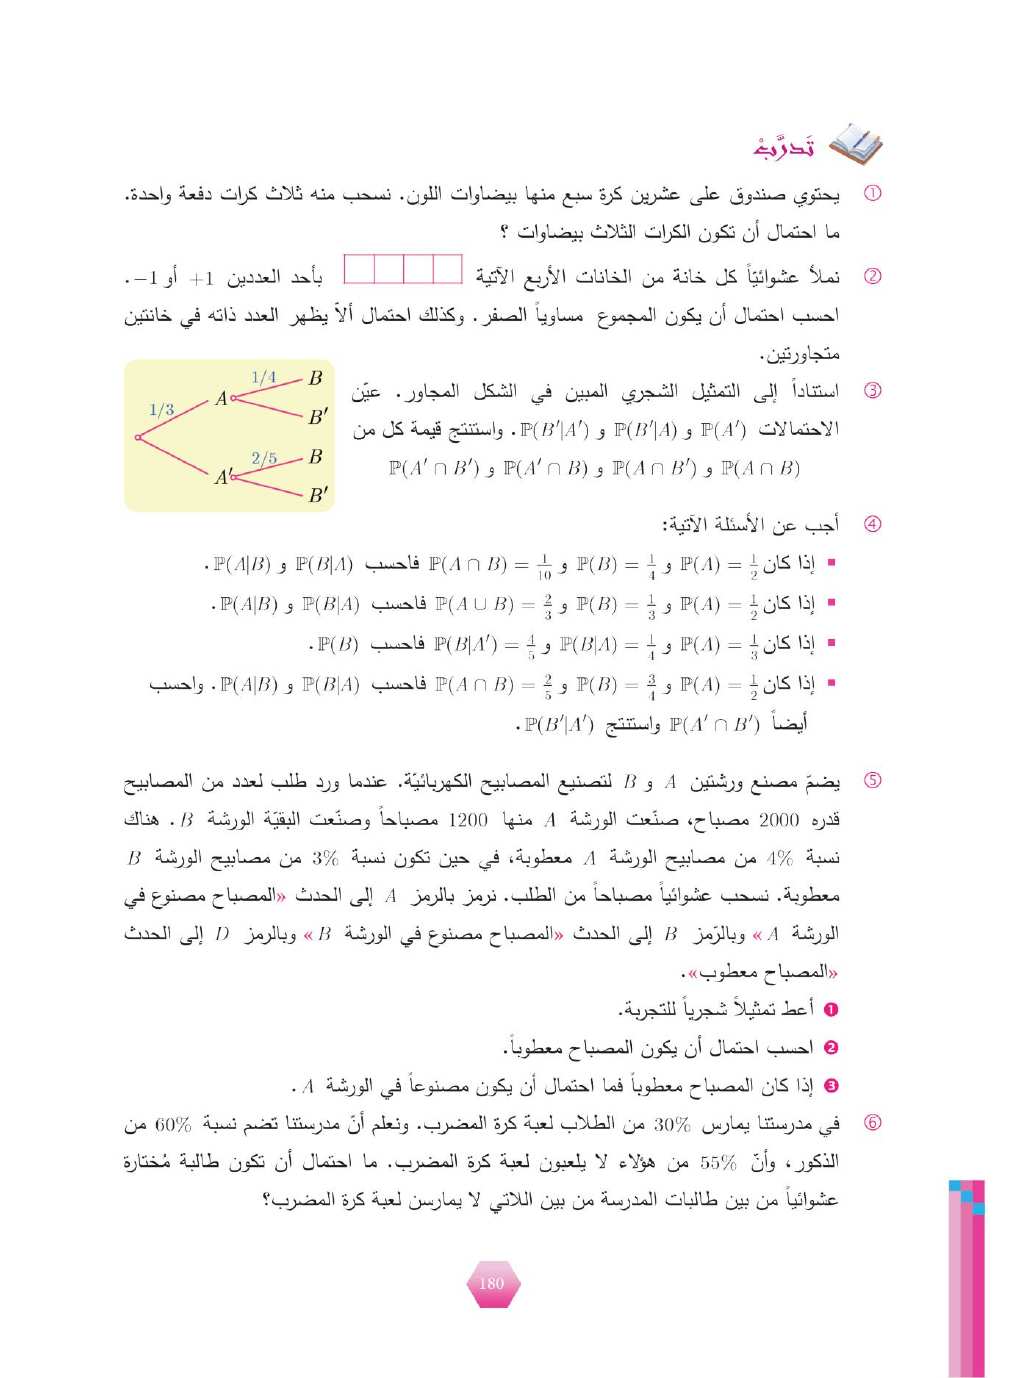 تَدرَّبْ
① يحتوي صندوق على عشرين كرة سبع منها بيضاوات اللون. نسحب منه ثلاث كرات دفعة واحدة.
ما احتمال أن تكون الكرات الثلاث بيضاوات ؟
② نملأ عشوائيّاً كل خانة من الخانات الأربع الآتية بأحد العددين +1 أو −1.
احسب احتمال أن يكون المجموع مساوياً الصفر. وكذلك احتمال ألاّ يظهر العدد ذاته في خانتين
متجاورتين.
③ استناداً إلى التمثيل الشجري المبين في الشكل المجاور. عيّن
الاحتمالات ℙ(A′) و ℙ(B′|A) و ℙ(B′|A′). واستنتج قيمة كل من
ℙ(A ∩ B) و ℙ(A ∩ B′) و ℙ(A′ ∩ B) و ℙ(A′ ∩ B′)
1/4 B
1/3 A
B′
2/5 B
A′
B′
④ أجب عن الأسئلة الآتية:
▪ إذا كان ℙ(A) = 1/2 و ℙ(B) = 1/4 و ℙ(A ∩ B) = 1/10 فاحسب ℙ(B|A) و ℙ(A|B).
▪ إذا كان ℙ(A) = 1/2 و ℙ(B) = 1/3 و ℙ(A ∪ B) = 2/3 فاحسب ℙ(B|A) و ℙ(A|B).
▪ إذا كان ℙ(A) = 1/3 و ℙ(B|A) = 1/4 و ℙ(B|A′) = 4/5 فاحسب ℙ(B).
▪ إذا كان ℙ(A) = 1/2 و ℙ(B) = 3/4 و ℙ(A ∩ B) = 2/5 فاحسب ℙ(B|A) و ℙ(A|B). واحسب
أيضاً ℙ(A′ ∩ B′) واستنتج ℙ(B′|A′).
⑤ يضمّ مصنع ورشتين A و B لتصنيع المصابيح الكهربائيّة. عندما ورد طلب لعدد من المصابيح
قدره 2000 مصباح، صنّعت الورشة A منها 1200 مصباحاً وصنّعت البقيّة الورشة B. هناك
نسبة 4% من مصابيح الورشة A معطوبة، في حين تكون نسبة 3% من مصابيح الورشة B
معطوبة. نسحب عشوائياً مصباحاً من الطلب. نرمز بالرمز A إلى الحدث «المصباح مصنوع في
الورشة A» وبالرّمز B إلى الحدث «المصباح مصنوع في الورشة B» وبالرمز D إلى الحدث
«المصباح معطوب».
❶ أعط تمثيلاً شجرياً للتجربة.
❷ احسب احتمال أن يكون المصباح معطوباً.
❸ إذا كان المصباح معطوباً فما احتمال أن يكون مصنوعاً في الورشة A.
⑥ في مدرستنا يمارس 30% من الطلاب لعبة كرة المضرب. ونعلم أنّ مدرستنا تضم نسبة 60% من
الذكور، وأنّ 55% من هؤلاء لا يلعبون لعبة كرة المضرب. ما احتمال أن تكون طالبة مُختارة
عشوائياً من بين طالبات المدرسة من بين اللاتي لا يمارسن لعبة كرة المضرب؟
180